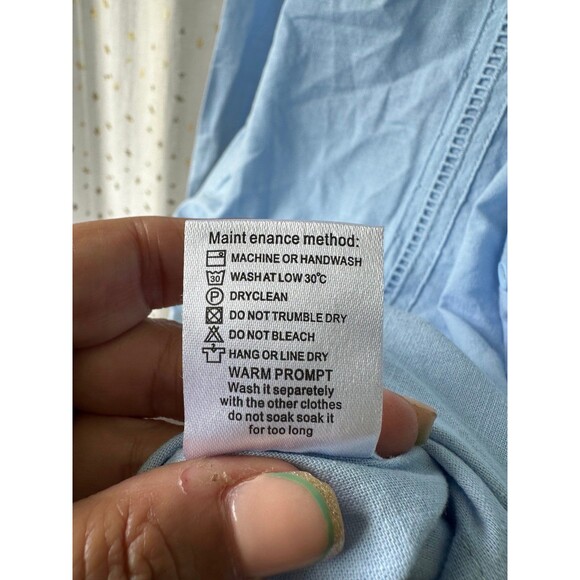 Maint enance method:
MACHINE OR HANDWASH
30 WASH AT LOW 30°C
P DRYCLEAN
DO NOT TRUMBLE DRY
DO NOT BLEACH
HANG OR LINE DRY
WARM PROMPT
Wash it separetely
with the other clothes
do not soak soak it
for too long